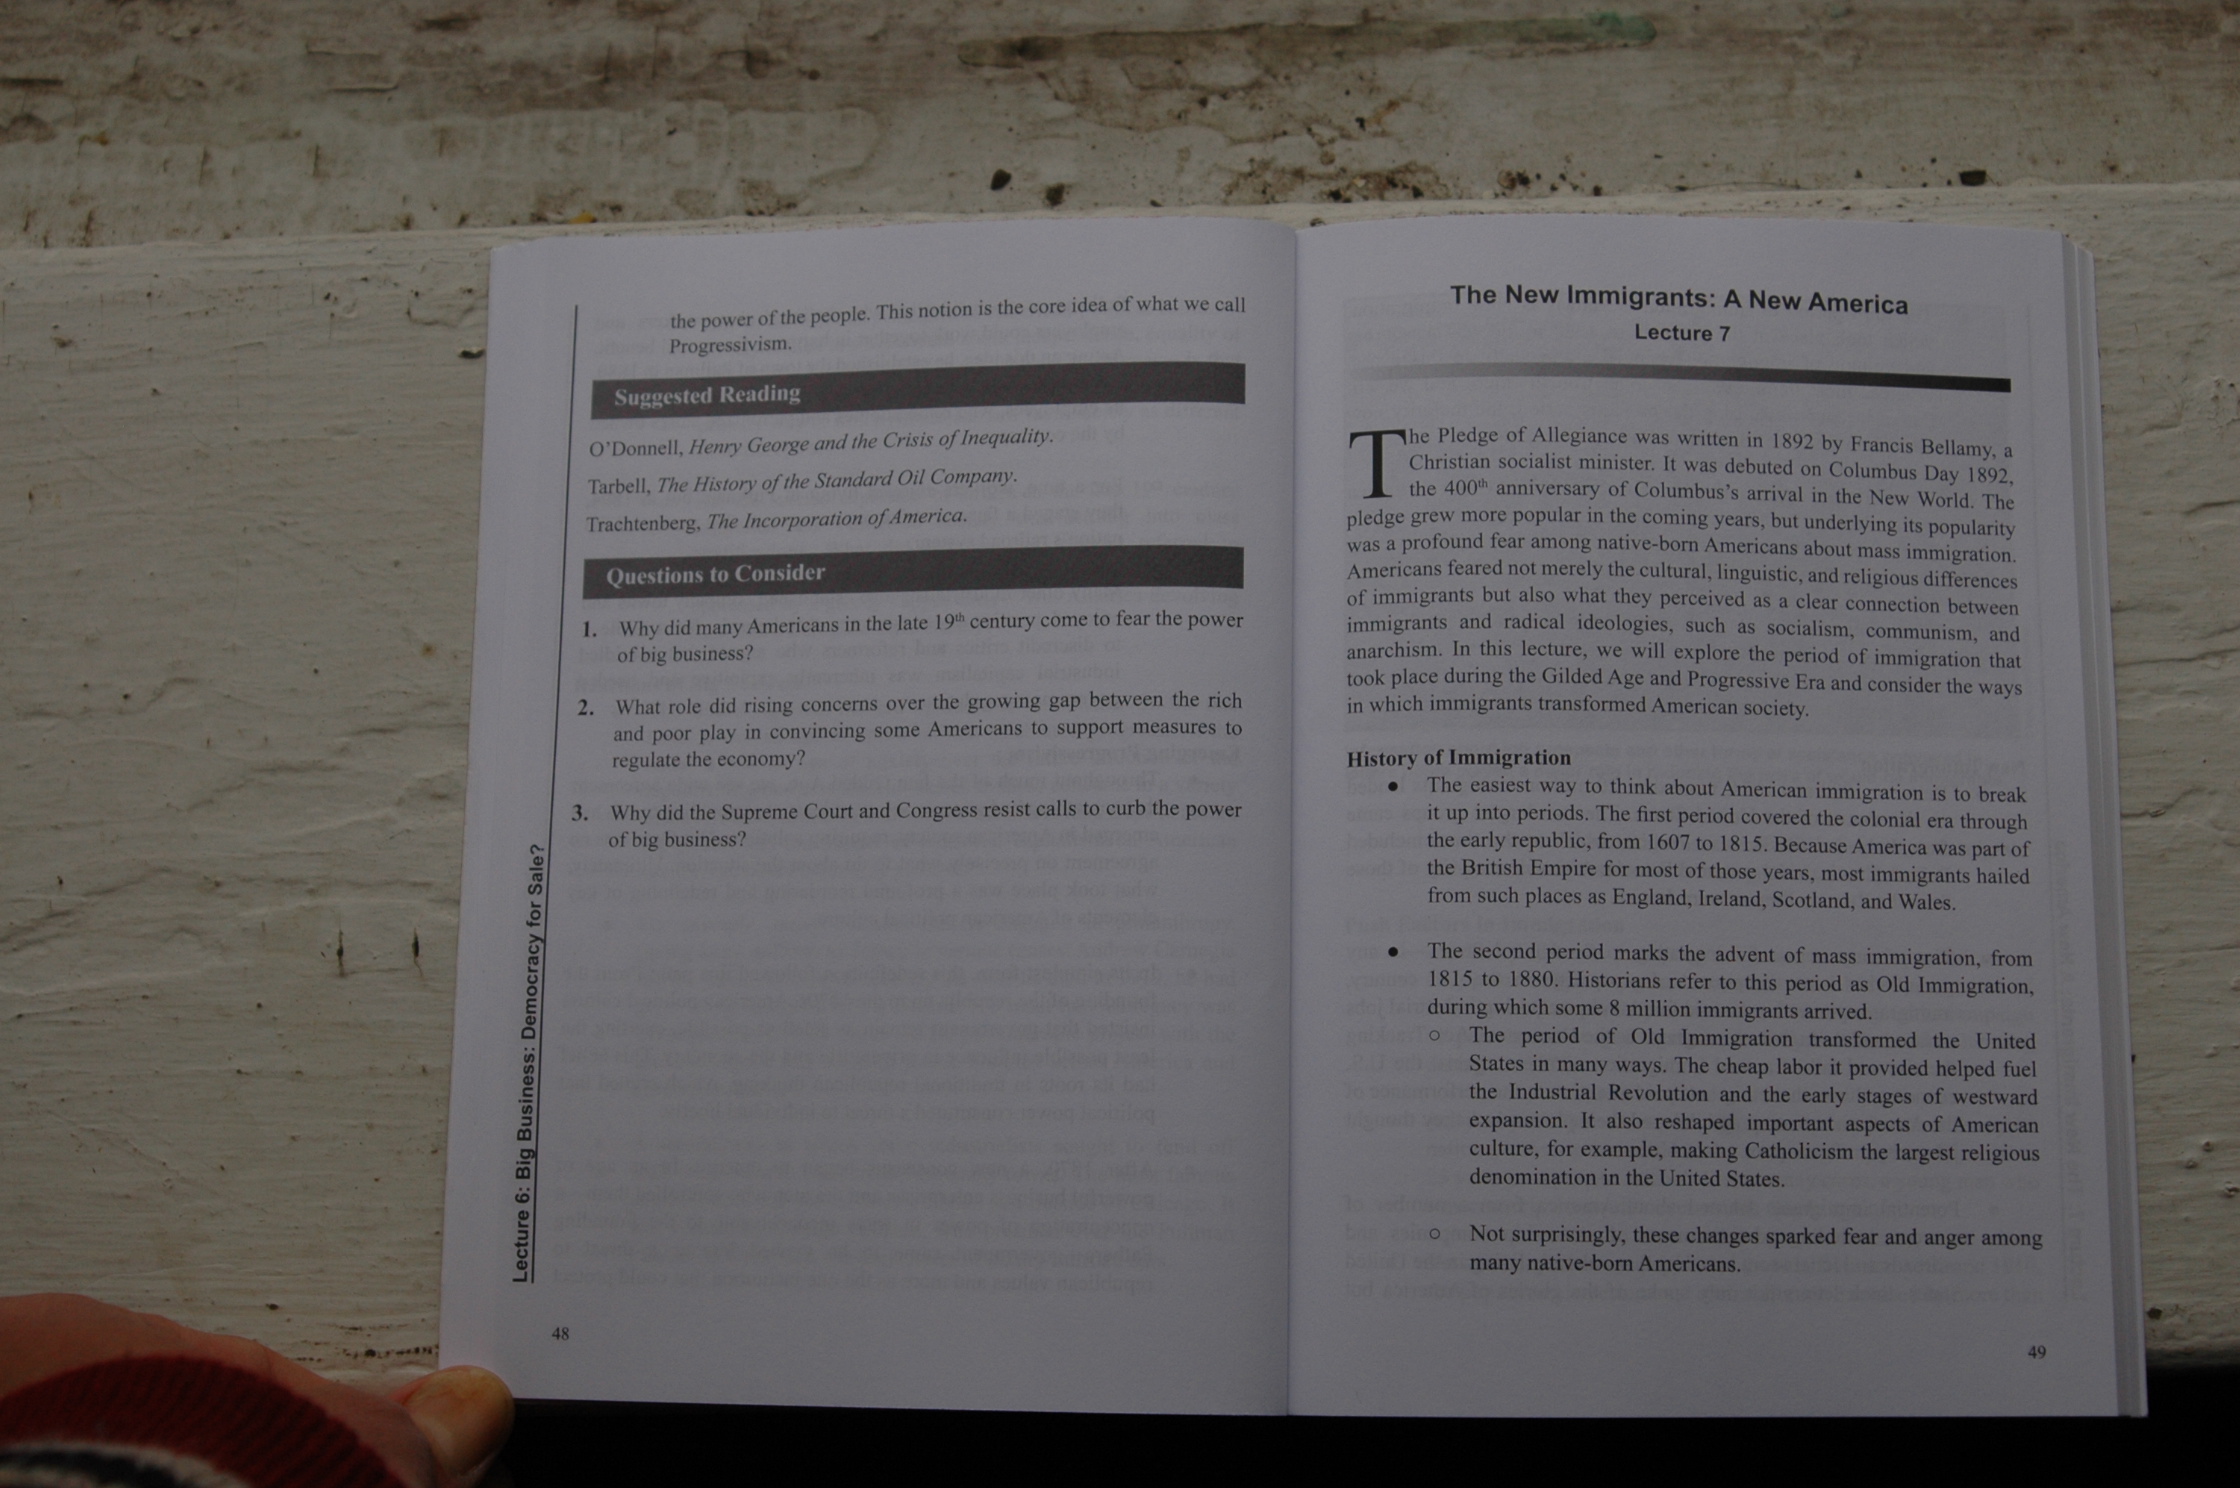 the power of the people. This notion is the core idea of what we call
Progressivism.
Suggested Reading
O'Donnell, Henry George and the Crisis of Inequality.
Tarbell, The History of the Standard Oil Company.
Trachtenberg, The Incorporation of America.
Questions to Consider
1. Why did many Americans in the late 19th century come to fear the power
of big business?
2. What role did rising concerns over the growing gap between the rich
and poor play in convincing some Americans to support measures to
regulate the economy?
3. Why did the Supreme Court and Congress resist calls to curb the power
of big business?
Lecture 6: Big Business: Democracy for Sale?
48
The New Immigrants: A New America
Lecture 7
The Pledge of Allegiance was written in 1892 by Francis Bellamy, a
Christian socialist minister. It was debuted on Columbus Day 1892,
the 400th anniversary of Columbus's arrival in the New World. The
pledge grew more popular in the coming years, but underlying its popularity
was a profound fear among native-born Americans about mass immigration.
Americans feared not merely the cultural, linguistic, and religious differences
of immigrants but also what they perceived as a clear connection between
immigrants and radical ideologies, such as socialism, communism, and
anarchism. In this lecture, we will explore the period of immigration that
took place during the Gilded Age and Progressive Era and consider the ways
in which immigrants transformed American society.
History of Immigration
● The easiest way to think about American immigration is to break
it up into periods. The first period covered the colonial era through
the early republic, from 1607 to 1815. Because America was part of
the British Empire for most of those years, most immigrants hailed
from such places as England, Ireland, Scotland, and Wales.
● The second period marks the advent of mass immigration, from
1815 to 1880. Historians refer to this period as Old Immigration,
during which some 8 million immigrants arrived.
○ The period of Old Immigration transformed the United
States in many ways. The cheap labor it provided helped fuel
the Industrial Revolution and the early stages of westward
expansion. It also reshaped important aspects of American
culture, for example, making Catholicism the largest religious
denomination in the United States.
○ Not surprisingly, these changes sparked fear and anger among
many native-born Americans.
49